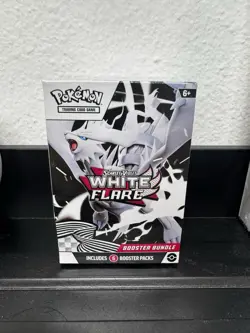 POKÉMON
TRADING CARD GAME
6+
SCARLET & VIOLET
WHITE
FLARE
BOOSTER BUNDLE
INCLUDES 6 BOOSTER PACKS